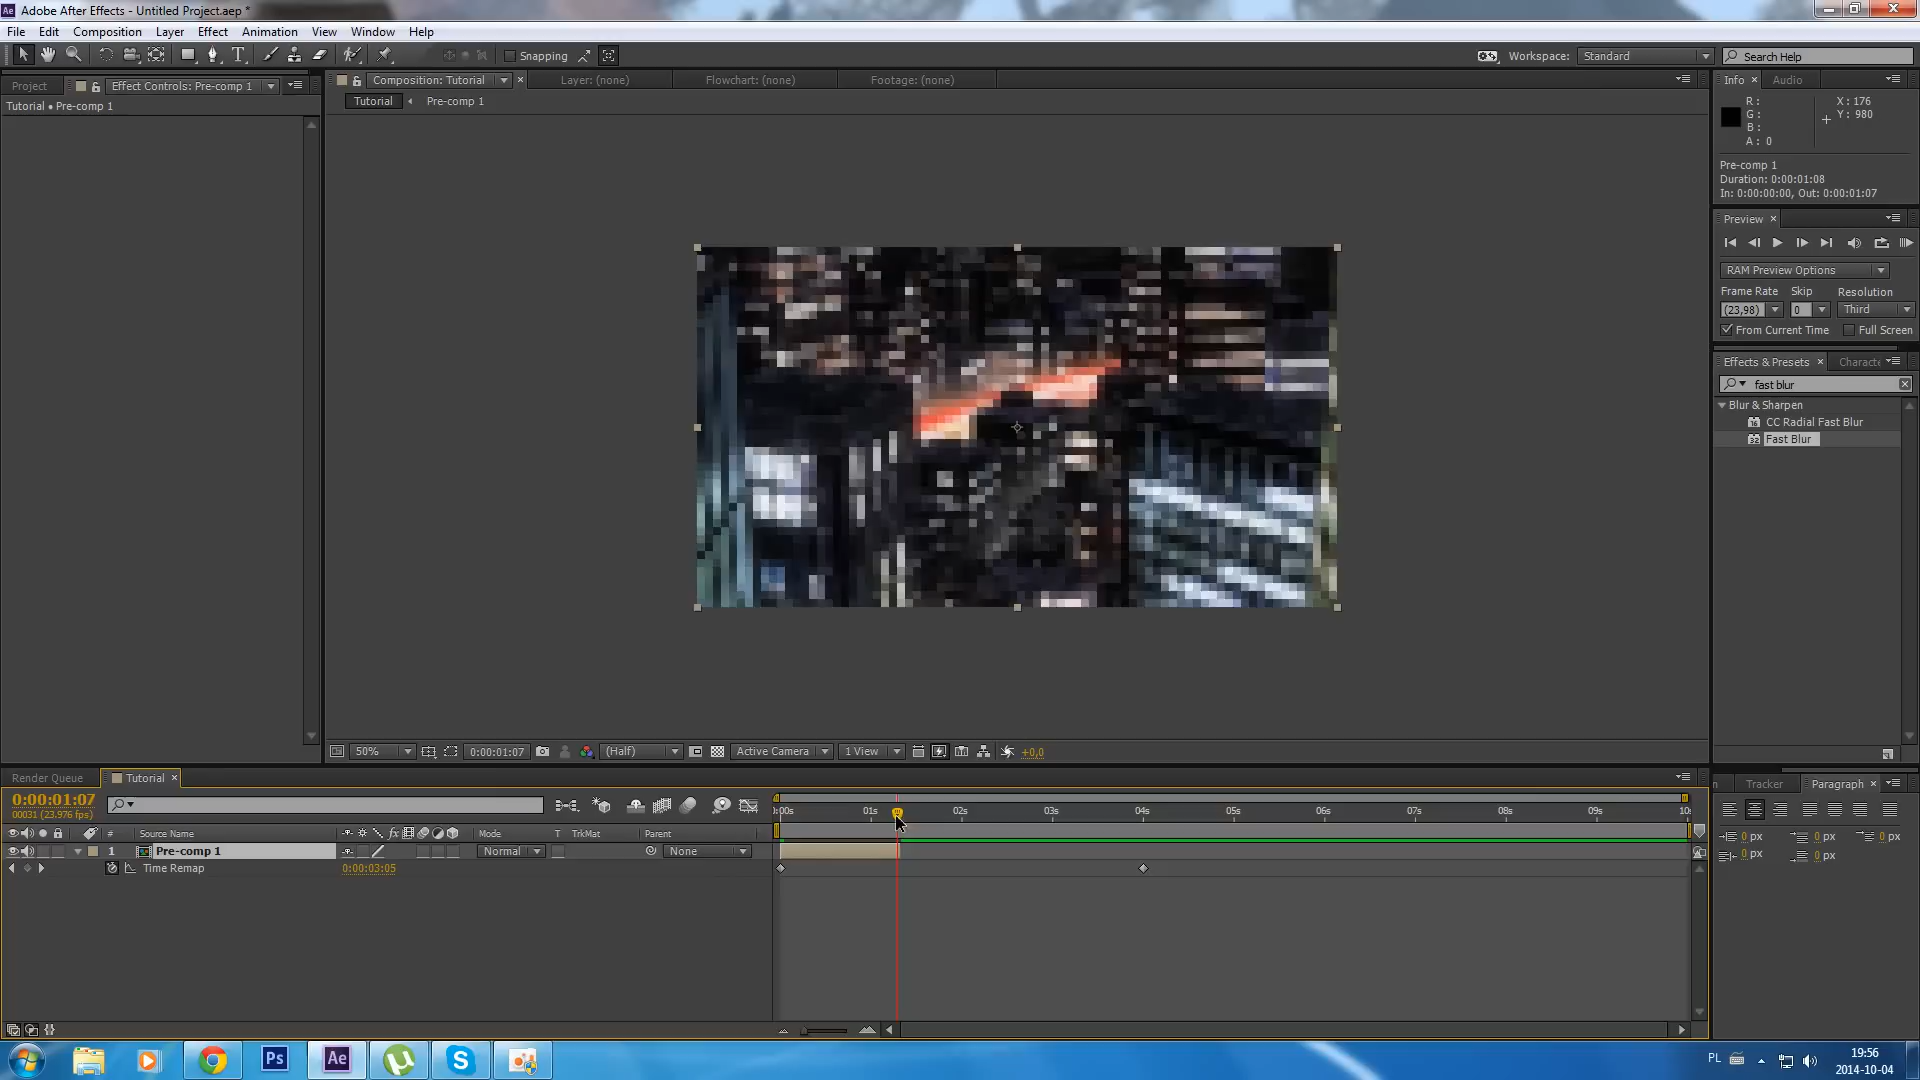 Ae Adobe After Effects - Untitled Project.aep *
File Edit Composition Layer Effect Animation View Window Help
T Snapping Workspace: Standard Search Help
Project Effect Controls: Pre-comp 1 Composition: Tutorial Layer: (none) Flowchart: (none) Footage: (none) Info Audio
Tutorial • Pre-comp 1
Tutorial Pre-comp 1
R :
G :
B :
A : 0
X : 176
Y : 980
Pre-comp 1
Duration: 0:00:01:08
In: 0:00:00:00, Out: 0:00:01:07
Preview
RAM Preview Options
Frame Rate Skip Resolution
(23,98) 0 Third
From Current Time Full Screen
Effects & Presets Characte
fast blur
Blur & Sharpen
16 CC Radial Fast Blur
32 Fast Blur
50% 0:00:01:07 (Half) Active Camera 1 View +0,0
Render Queue Tutorial
Tracker Paragraph
0:00:01:07
00031 (23.976 fps)
:00s 01s 02s 03s 04s 05s 06s 07s 08s 09s 10s
# Source Name fx Mode T TrkMat Parent
1 Pre-comp 1 Normal None
Time Remap 0:00:03:05
0 px 0 px 0 px
0 px 0 px
Ps Ae
PL 19:56
2014-10-04